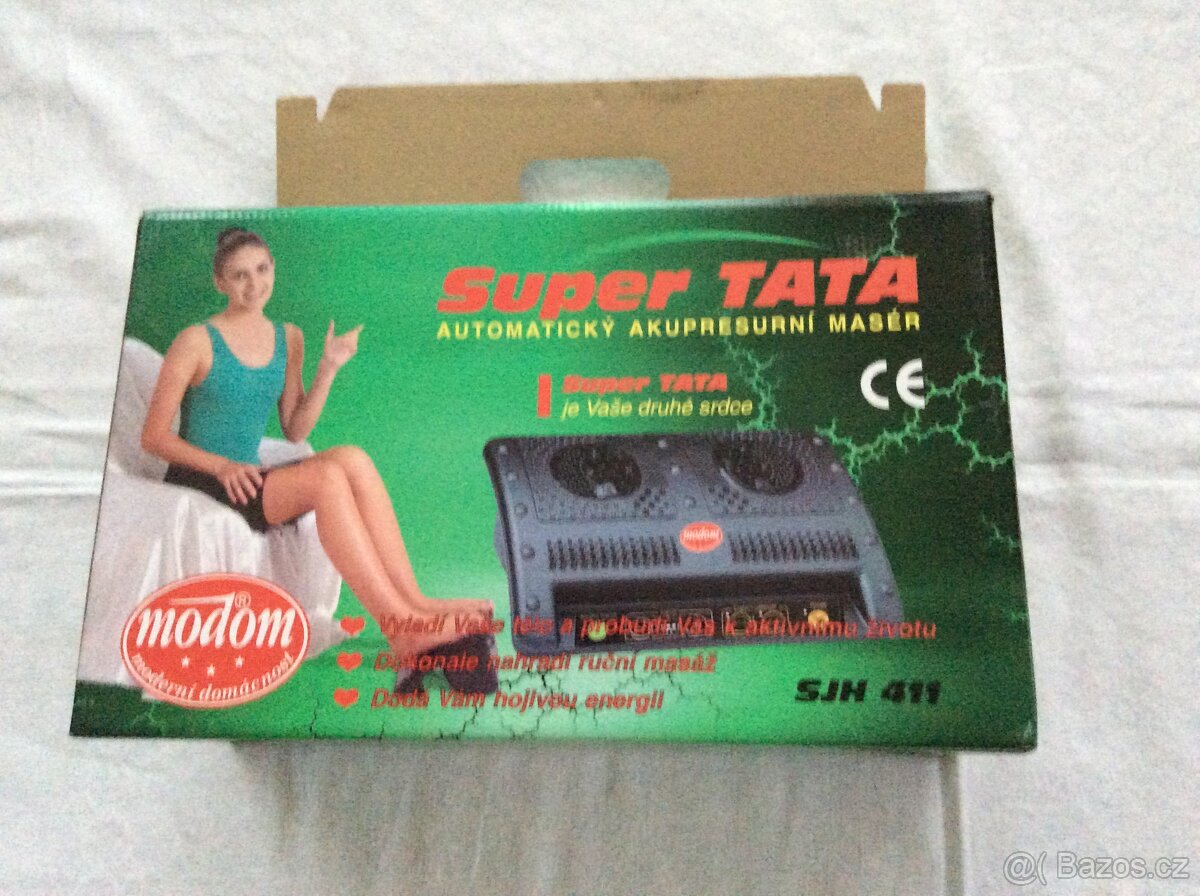 Super TATA
AUTOMATICKÝ AKUPRESURNÍ MASÉR
Super TATA
je Vaše druhé srdce
CE
modom
modom®
moderní domácnost
Vyladí Vaše tělo a probudí Vás k aktivnímu životu
Dokonale nahradí ruční masáž
Dodá Vám hojivou energii
SJH 411
@( Bazos.cz